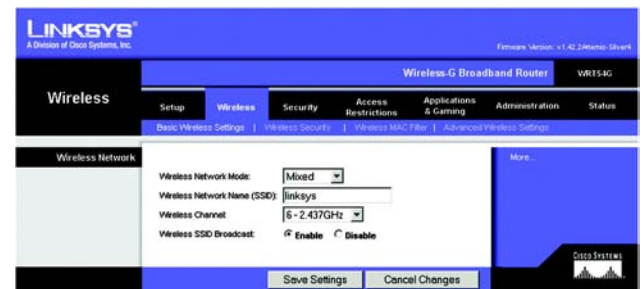 LINKSYS®
A Division of Cisco Systems, Inc.
Firmware Version: v1.42.2
Wireless-G Broadband Router WRT54G
Wireless
Setup Wireless Security Access Restrictions Applications & Gaming Administration Status
Basic Wireless Settings | Wireless Security | Wireless MAC Filter | Advanced Wireless Settings
Wireless Network
More...
Wireless Network Mode: Mixed
Wireless Network Name (SSID): linksys
Wireless Channel: 6 - 2.437GHz
Wireless SSID Broadcast: Enable Disable
CISCO SYSTEMS
Save Settings Cancel Changes